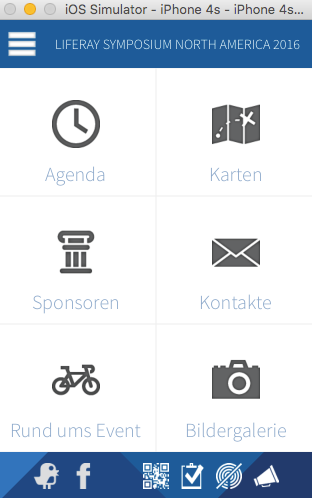 iOS Simulator - iPhone 4s - iPhone 4s...
LIFERAY SYMPOSIUM NORTH AMERICA 2016
Agenda
Karten
Sponsoren
Kontakte
Rund ums Event
Bildergalerie